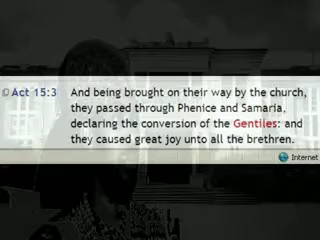 Act 15:3 And being brought on their way by the church,
they passed through Phenice and Samaria,
declaring the conversion of the Gentiles: and
they caused great joy unto all the brethren.
Internet